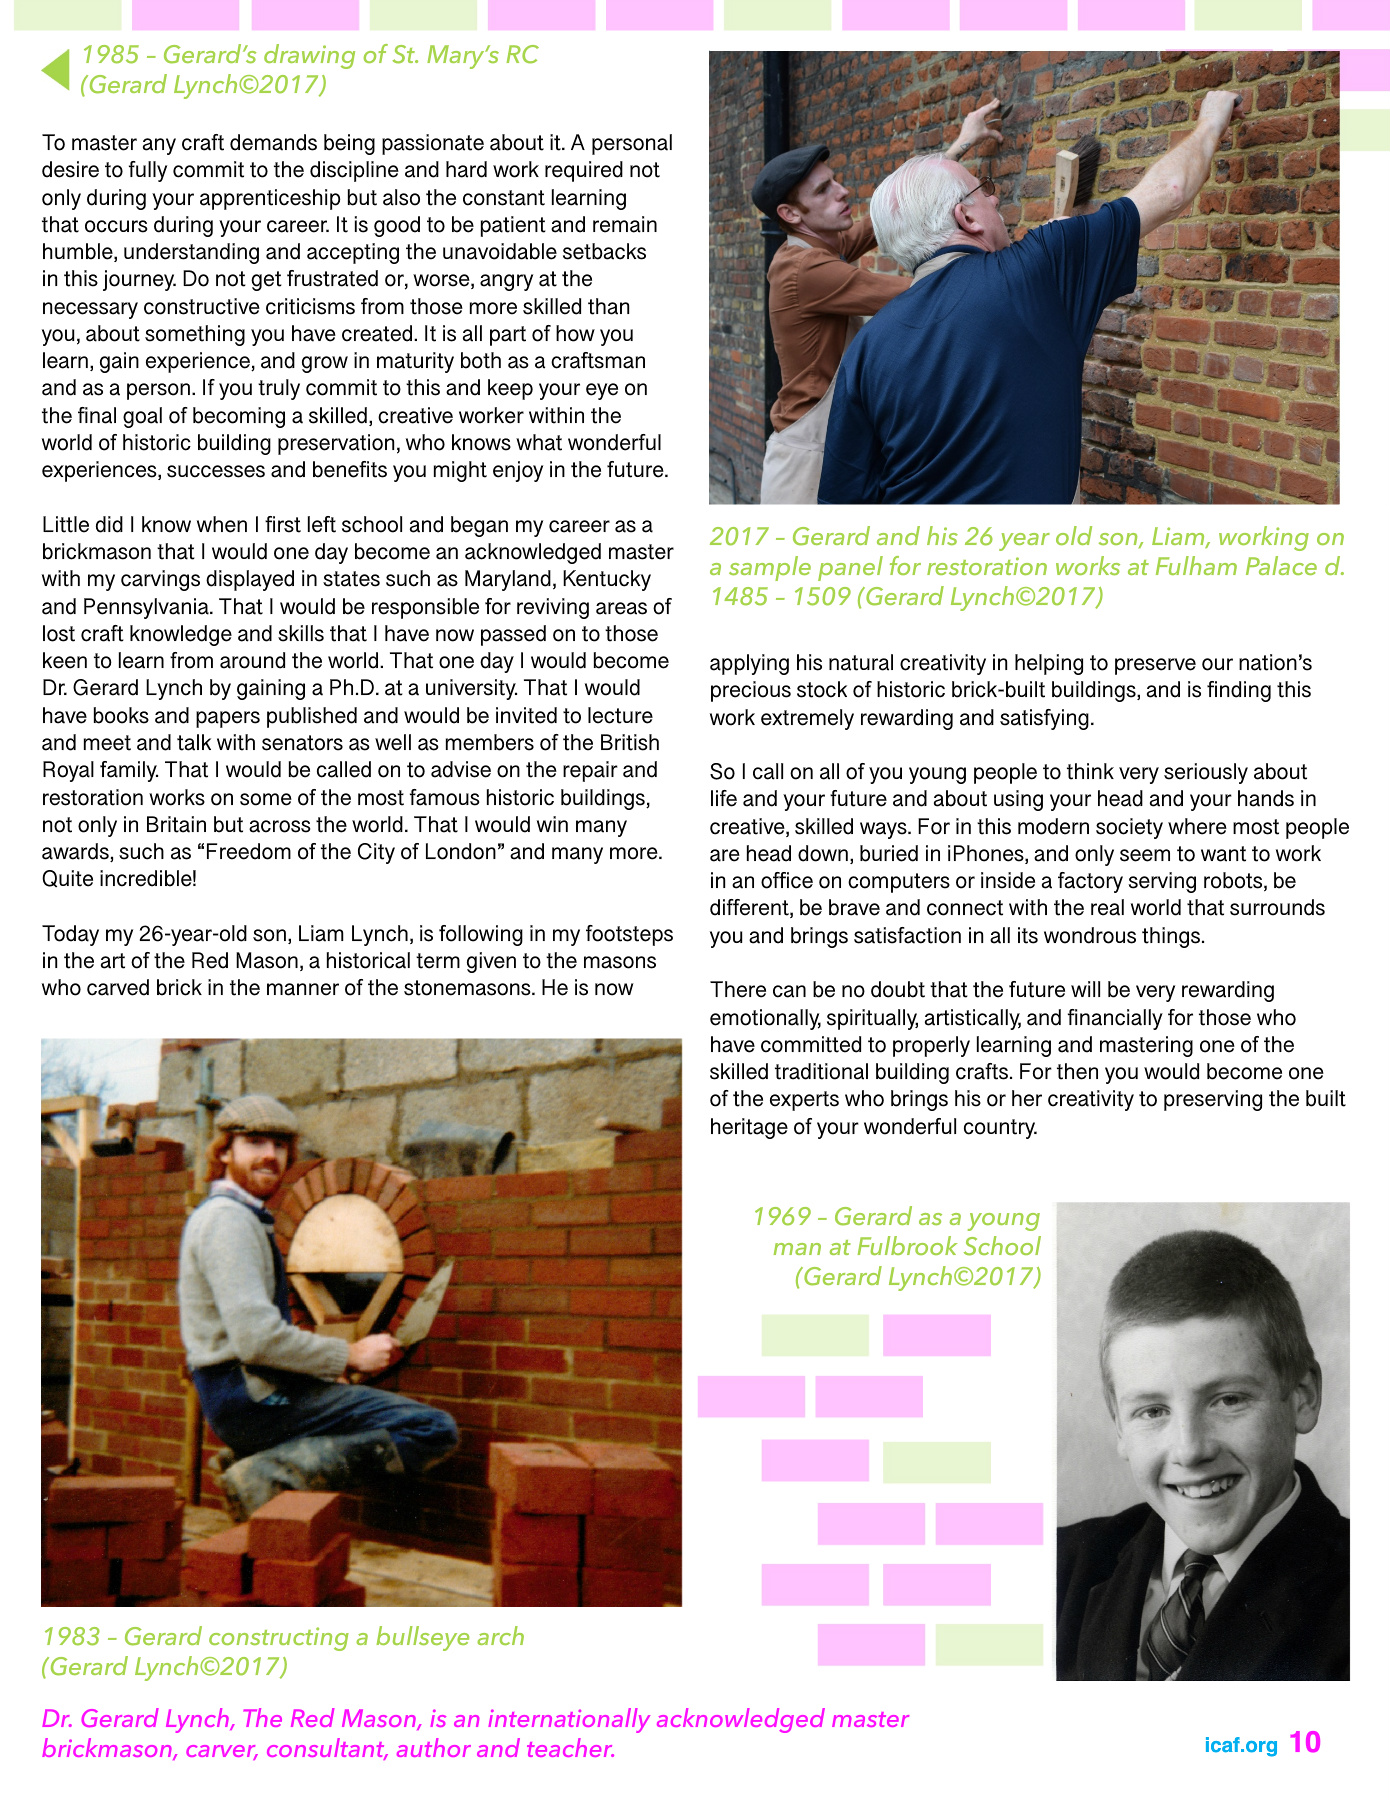 1985 – Gerard's drawing of St. Mary's RC
(Gerard Lynch©2017)
To master any craft demands being passionate about it. A personal
desire to fully commit to the discipline and hard work required not
only during your apprenticeship but also the constant learning
that occurs during your career. It is good to be patient and remain
humble, understanding and accepting the unavoidable setbacks
in this journey. Do not get frustrated or, worse, angry at the
necessary constructive criticisms from those more skilled than
you, about something you have created. It is all part of how you
learn, gain experience, and grow in maturity both as a craftsman
and as a person. If you truly commit to this and keep your eye on
the final goal of becoming a skilled, creative worker within the
world of historic building preservation, who knows what wonderful
experiences, successes and benefits you might enjoy in the future.
Little did I know when I first left school and began my career as a
brickmason that I would one day become an acknowledged master
with my carvings displayed in states such as Maryland, Kentucky
and Pennsylvania. That I would be responsible for reviving areas of
lost craft knowledge and skills that I have now passed on to those
keen to learn from around the world. That one day I would become
Dr. Gerard Lynch by gaining a Ph.D. at a university. That I would
have books and papers published and would be invited to lecture
and meet and talk with senators as well as members of the British
Royal family. That I would be called on to advise on the repair and
restoration works on some of the most famous historic buildings,
not only in Britain but across the world. That I would win many
awards, such as “Freedom of the City of London” and many more.
Quite incredible!
Today my 26-year-old son, Liam Lynch, is following in my footsteps
in the art of the Red Mason, a historical term given to the masons
who carved brick in the manner of the stonemasons. He is now
1983 – Gerard constructing a bullseye arch
(Gerard Lynch©2017)
2017 – Gerard and his 26 year old son, Liam, working on
a sample panel for restoration works at Fulham Palace d.
1485 – 1509 (Gerard Lynch©2017)
applying his natural creativity in helping to preserve our nation's
precious stock of historic brick-built buildings, and is finding this
work extremely rewarding and satisfying.
So I call on all of you young people to think very seriously about
life and your future and about using your head and your hands in
creative, skilled ways. For in this modern society where most people
are head down, buried in iPhones, and only seem to want to work
in an office on computers or inside a factory serving robots, be
different, be brave and connect with the real world that surrounds
you and brings satisfaction in all its wondrous things.
There can be no doubt that the future will be very rewarding
emotionally, spiritually, artistically, and financially for those who
have committed to properly learning and mastering one of the
skilled traditional building crafts. For then you would become one
of the experts who brings his or her creativity to preserving the built
heritage of your wonderful country.
1969 – Gerard as a young
man at Fulbrook School
(Gerard Lynch©2017)
Dr. Gerard Lynch, The Red Mason, is an internationally acknowledged master
brickmason, carver, consultant, author and teacher.
icaf.org 10